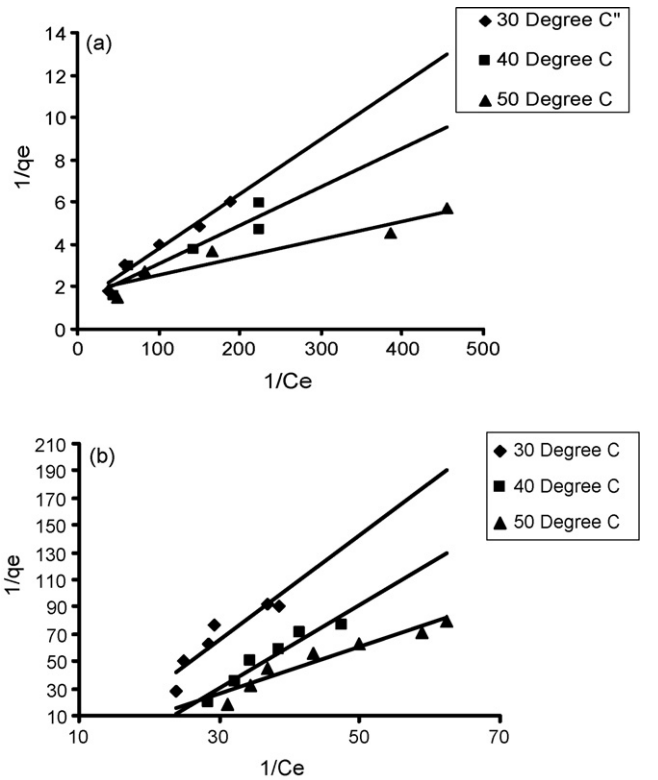 (a)
30 Degree C"
40 Degree C
50 Degree C
14
12
10
8
6
4
2
0
1/qe
0 100 200 300 400 500
1/Ce
(b)
30 Degree C
40 Degree C
50 Degree C
210
190
170
150
130
110
90
70
50
30
10
1/qe
10 30 50 70
1/Ce